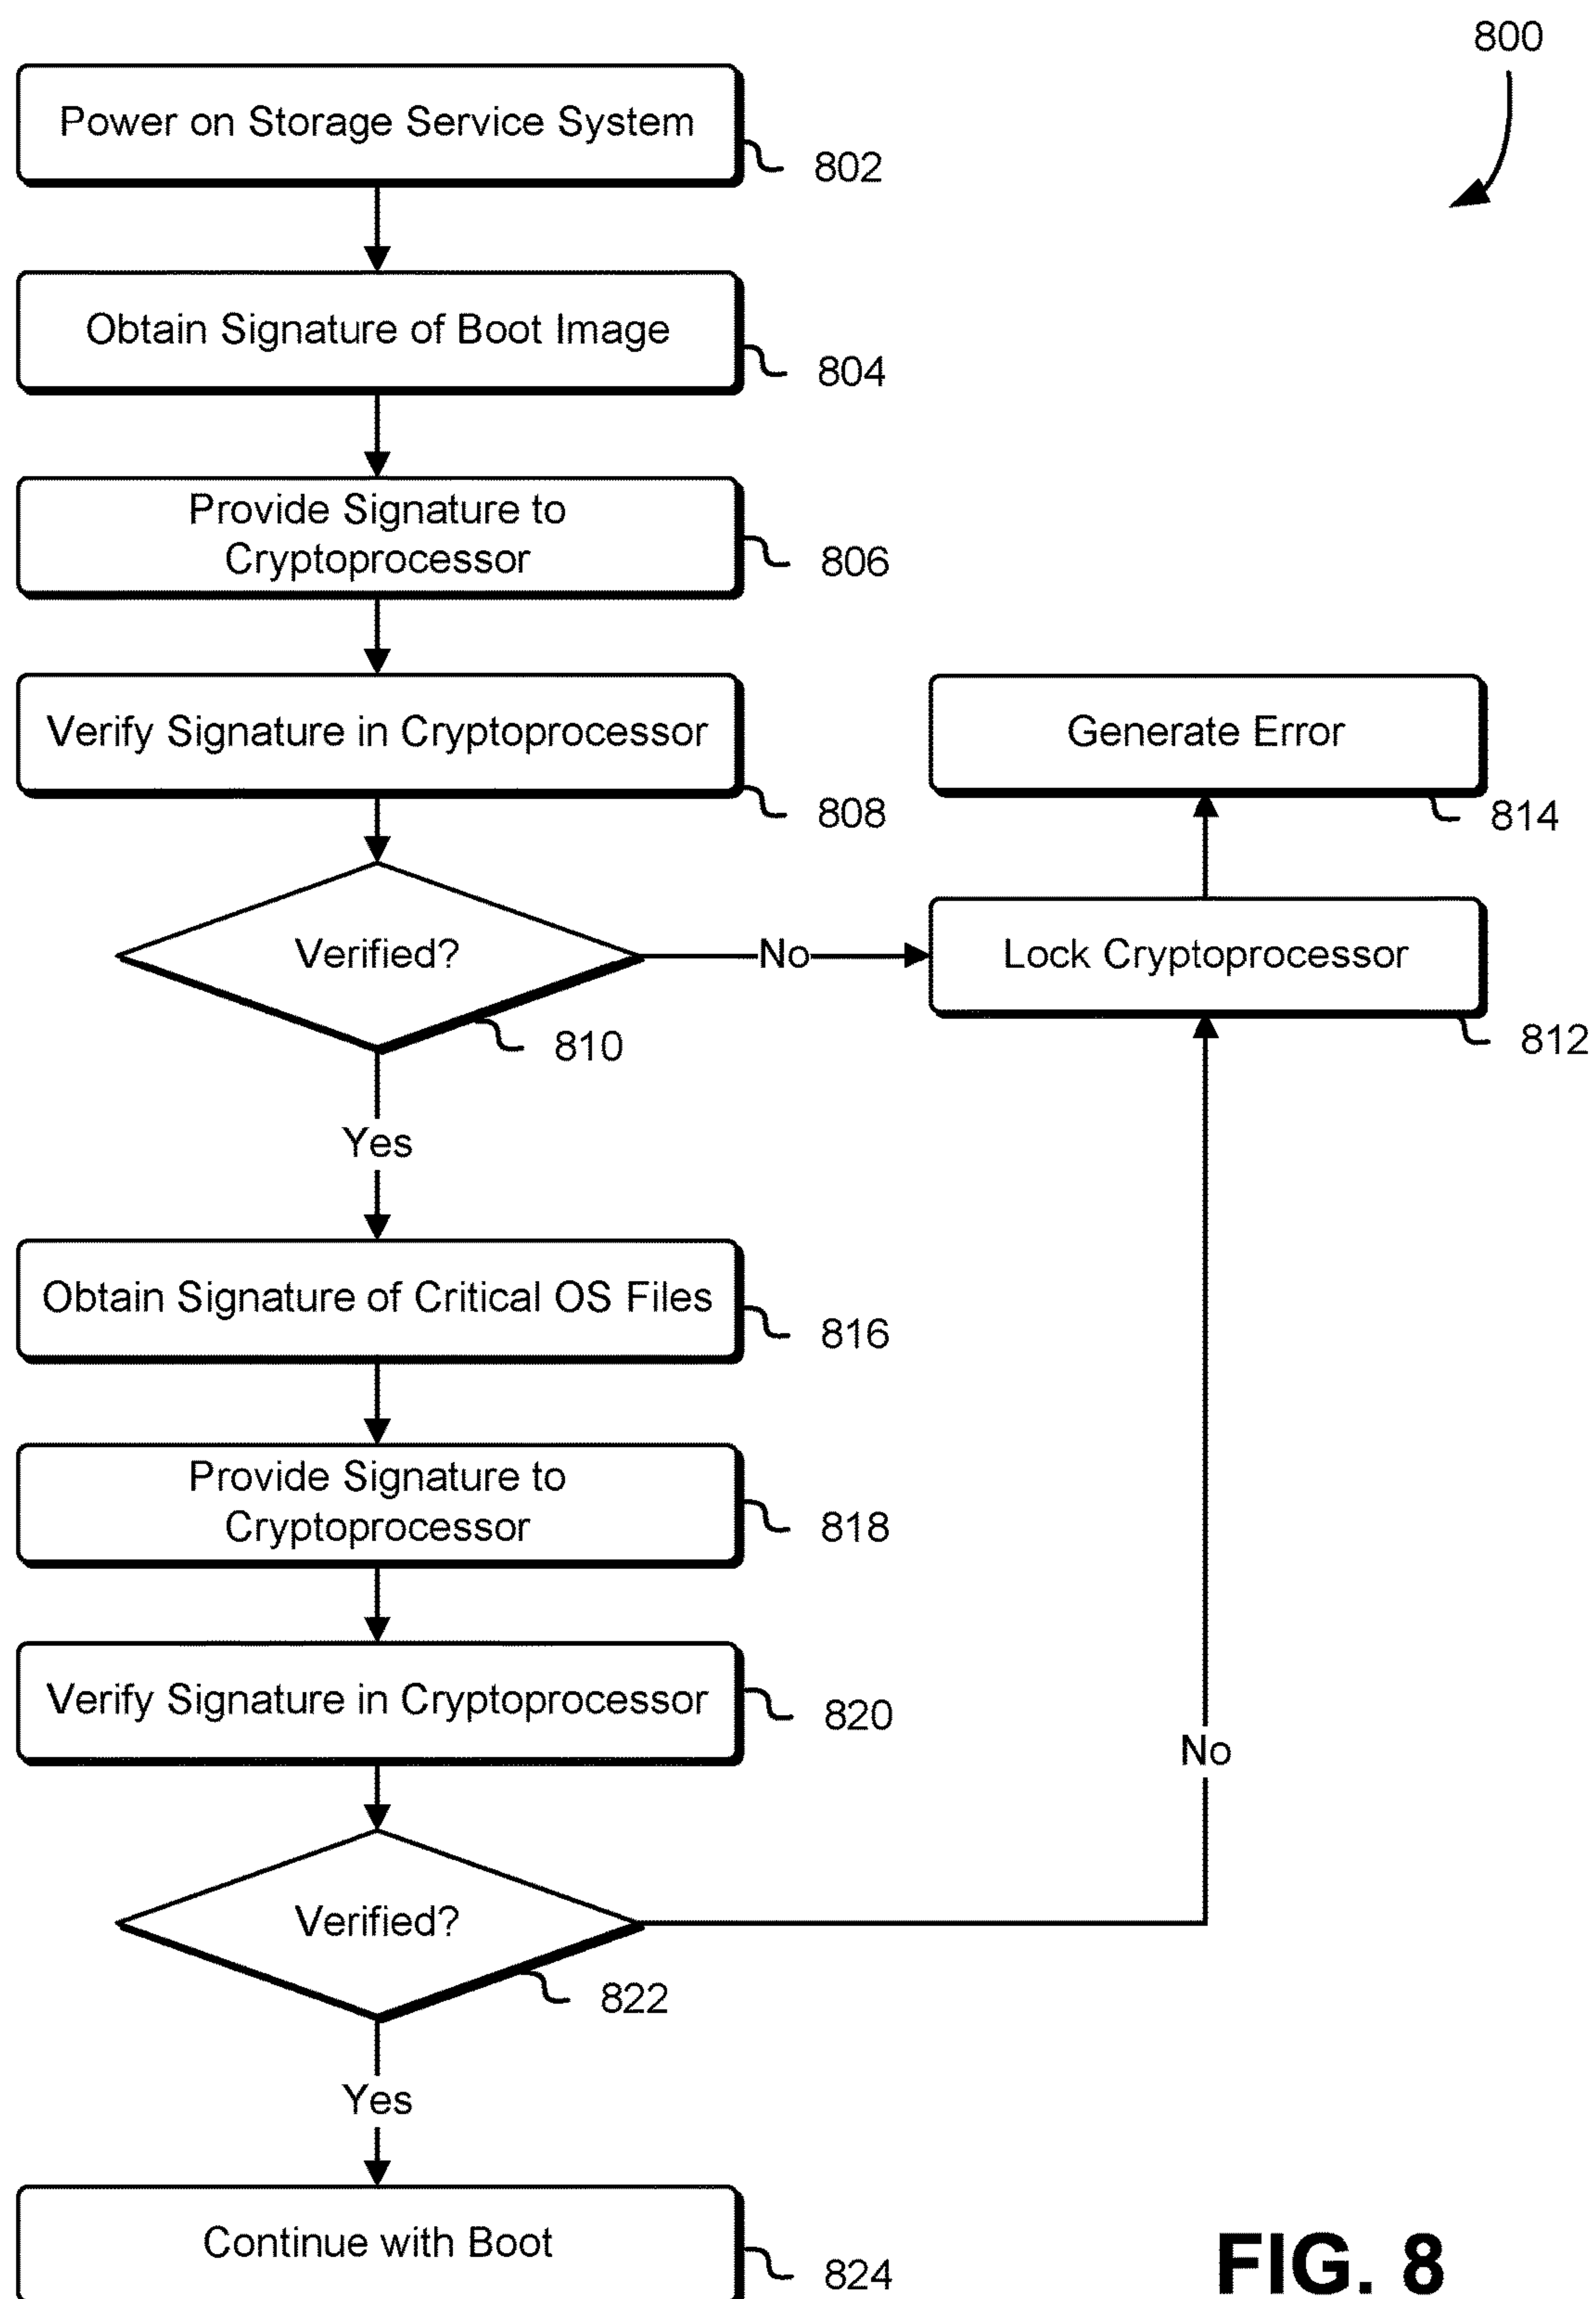 800
Power on Storage Service System
802
Obtain Signature of Boot Image
804
Provide Signature to
Cryptoprocessor
806
Verify Signature in Cryptoprocessor
808
Generate Error
814
Verified?
No
Lock Cryptoprocessor
810
812
Yes
Obtain Signature of Critical OS Files
816
Provide Signature to
Cryptoprocessor
818
Verify Signature in Cryptoprocessor
820
No
Verified?
822
Yes
Continue with Boot
824
FIG. 8